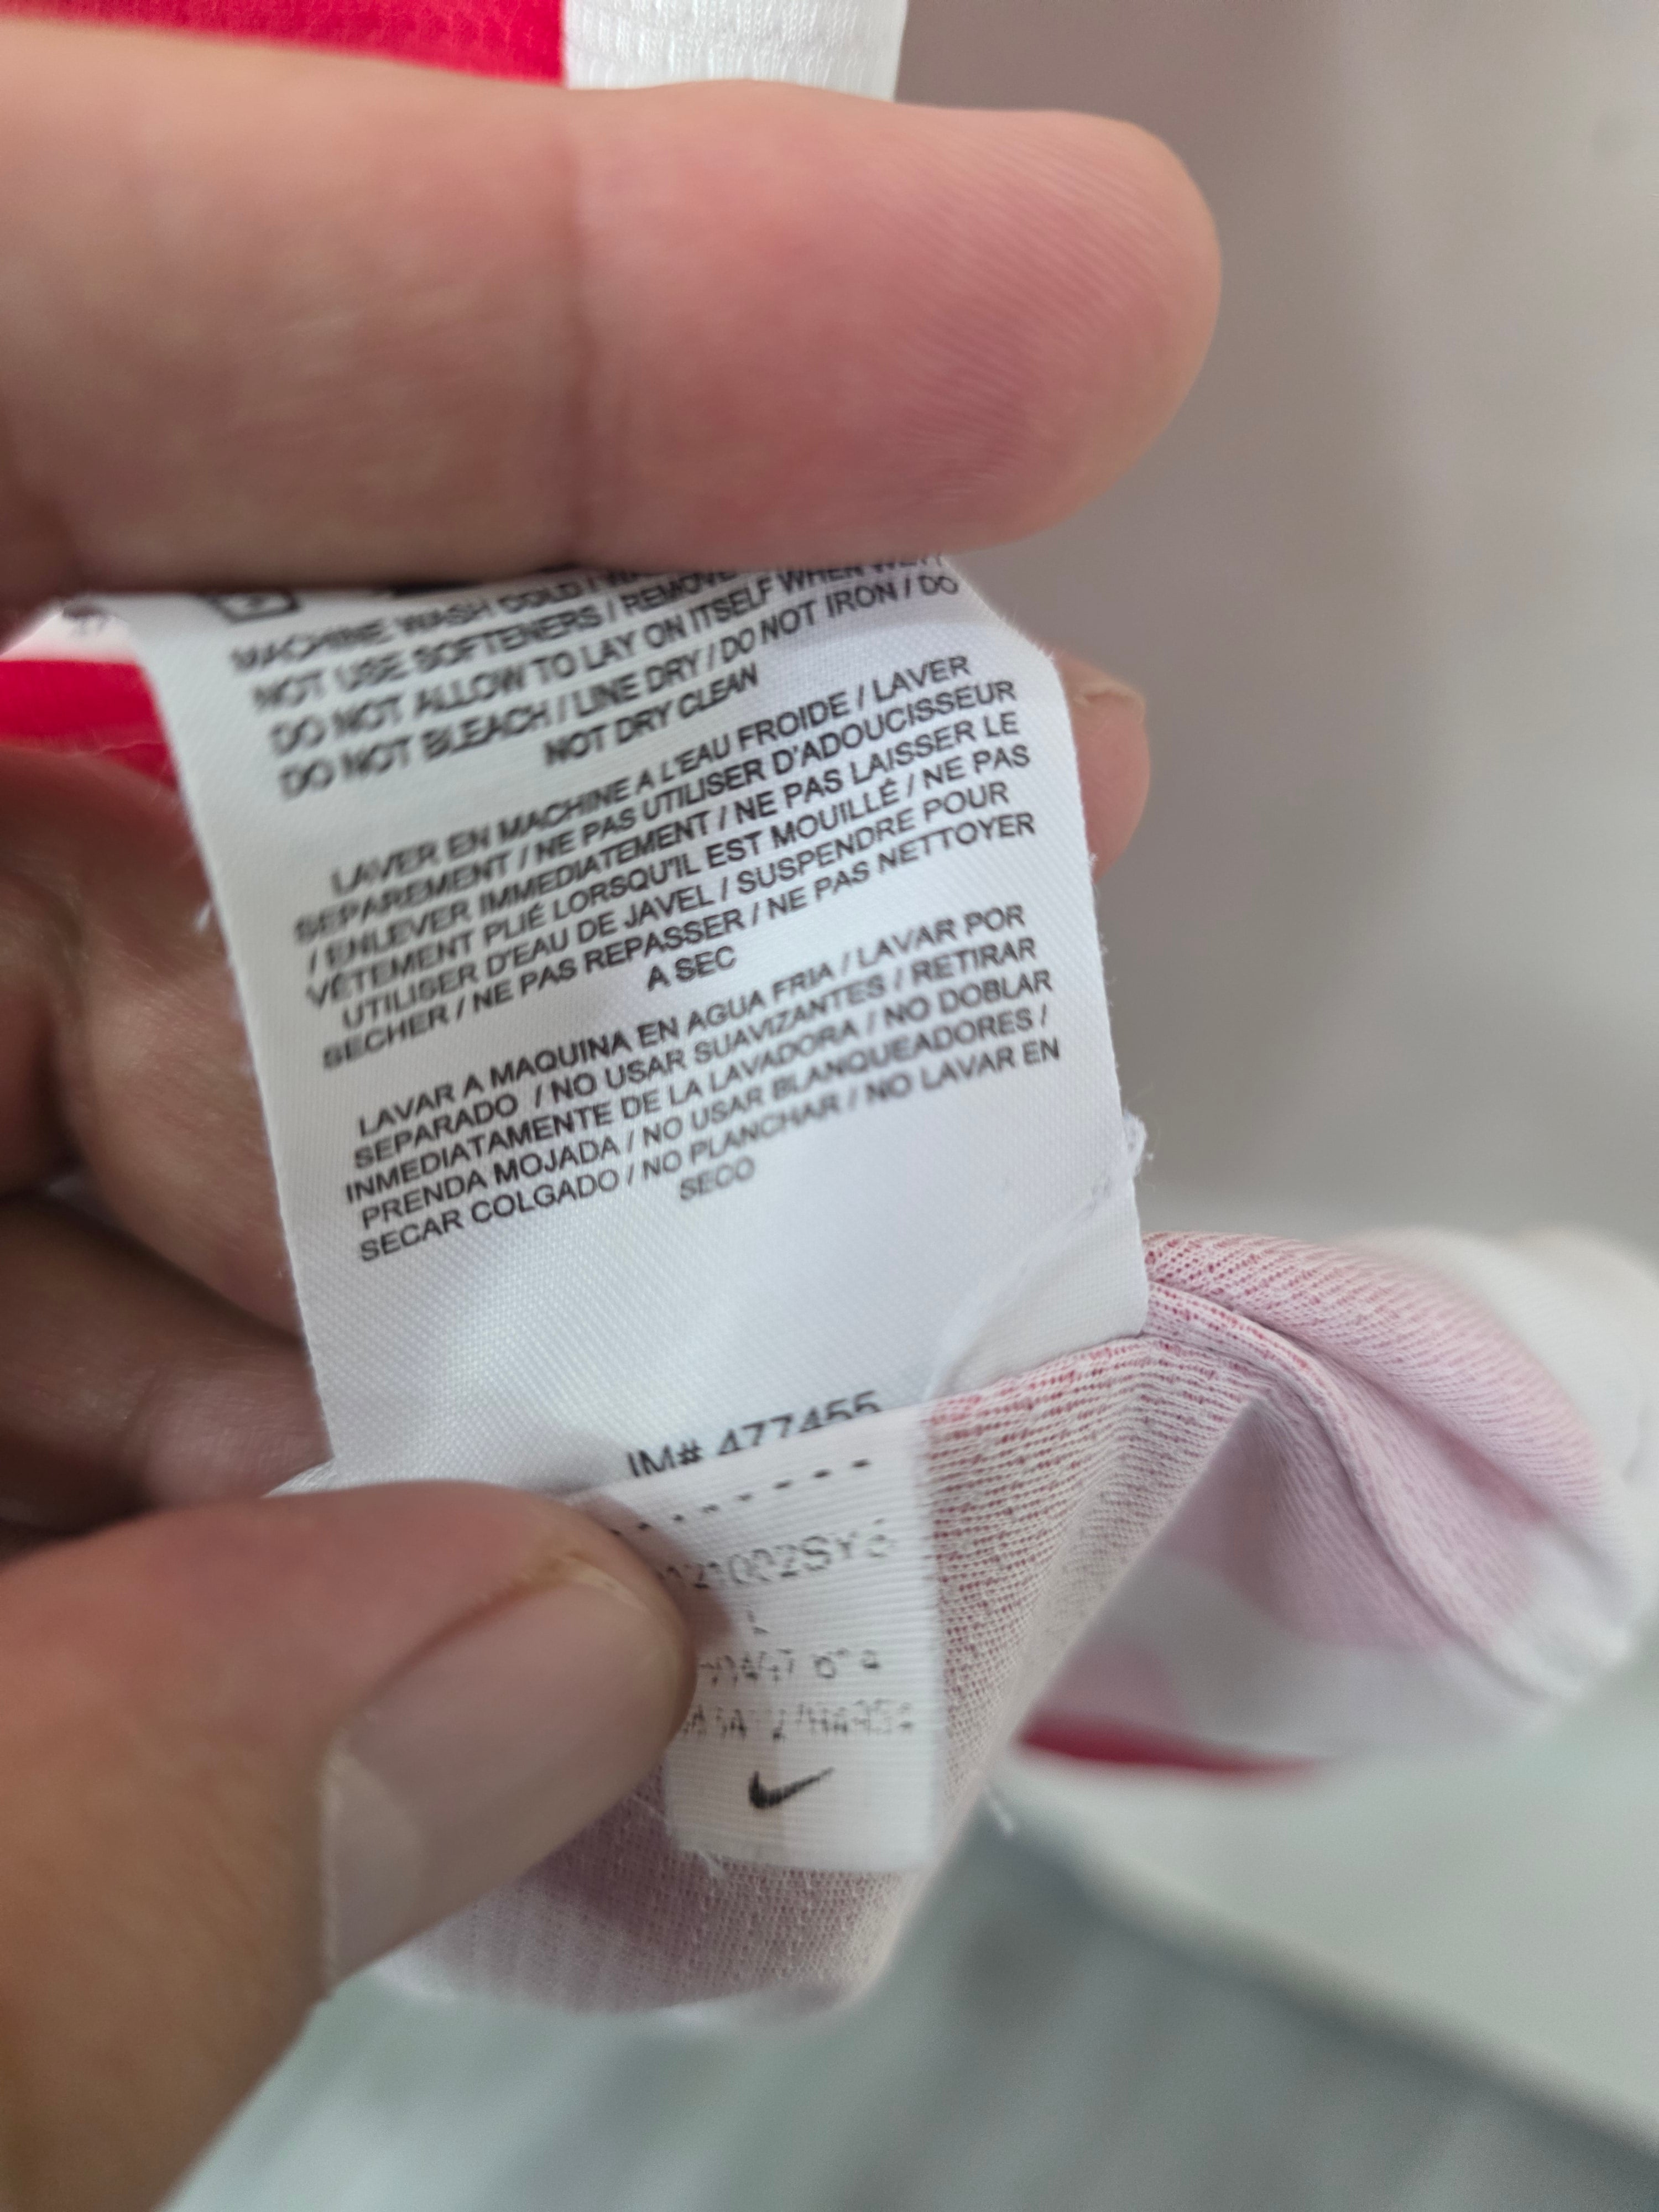 MACHINE WASH COLD /
NOT USE SOFTENERS / REMOVE
DO NOT ALLOW TO LAY ON ITSELF WHEN WET /
DO NOT BLEACH / LINE DRY / DO NOT IRON / DO
NOT DRY CLEAN
LAVER EN MACHINE A L'EAU FROIDE / LAVER
SEPAREMENT / NE PAS UTILISER D'ADOUCISSEUR
/ ENLEVER IMMEDIATEMENT / NE PAS LAISSER LE
VÊTEMENT PLIÉ LORSQU'IL EST MOUILLÉ / NE PAS
UTILISER D'EAU DE JAVEL / SUSPENDRE POUR
SECHER / NE PAS REPASSER / NE PAS NETTOYER
A SEC
LAVAR A MAQUINA EN AGUA FRIA / LAVAR POR
SEPARADO / NO USAR SUAVIZANTES / RETIRAR
INMEDIATAMENTE DE LA LAVADORA / NO DOBLAR
PRENDA MOJADA / NO USAR BLANQUEADORES /
SECAR COLGADO / NO PLANCHAR / NO LAVAR EN
SECO
IM# 477455